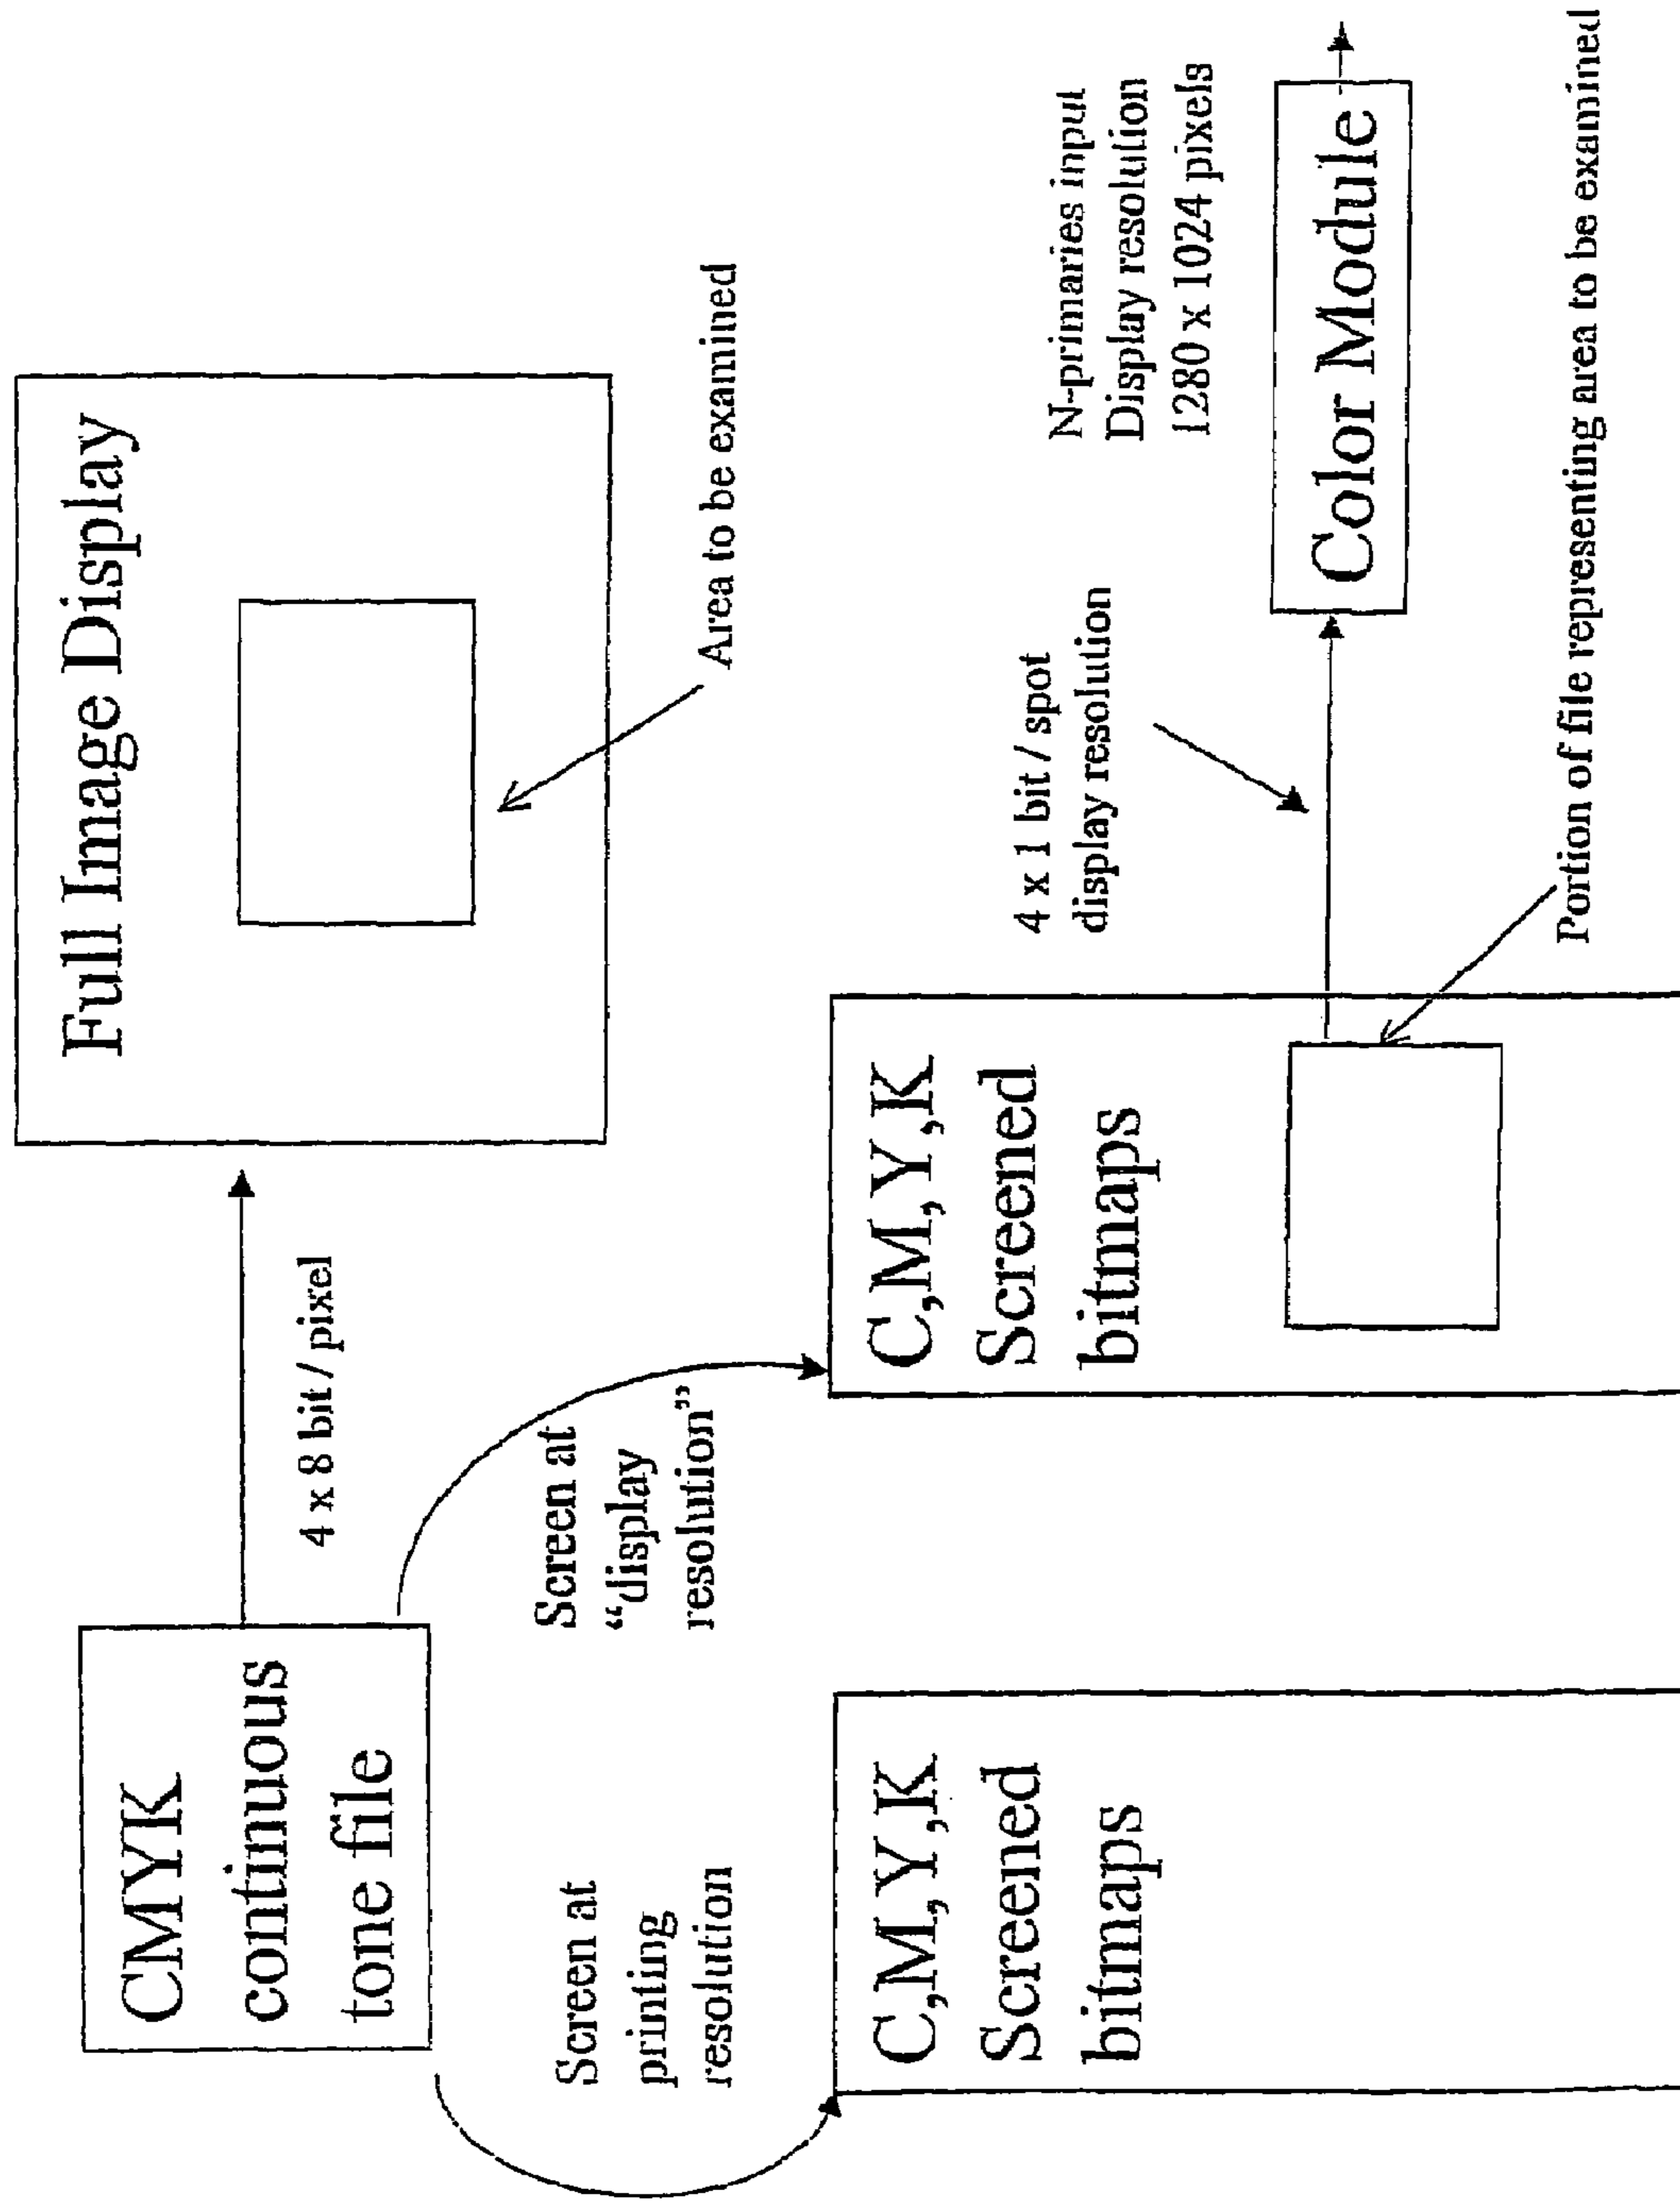 CMYK
continuous
tone file
4 x 8 bit / pixel
Full Image Display
Area to be examined
Screen at
printing
resolution
Screen at
“display
resolution”
C,M,Y,K
Screened
bitmaps
C,M,Y,K
Screened
bitmaps
4 x 1 bit / spot
display resolution
N-primaries input
Display resolution
1280 x 1024 pixels
Color Module
Portion of file representing area to be examined